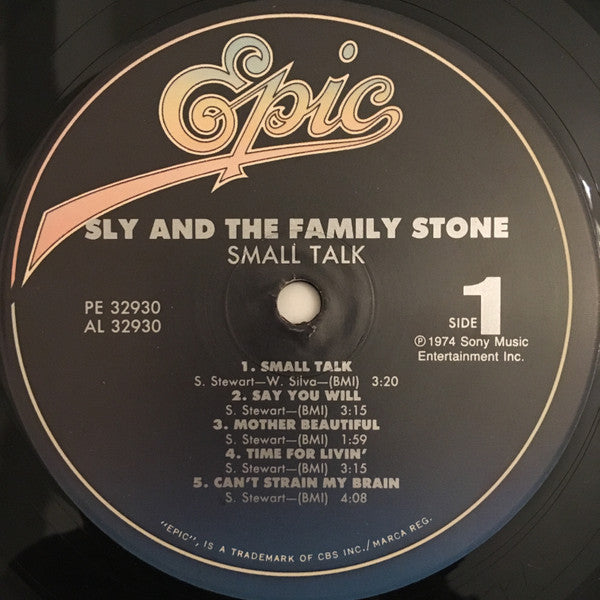 Epic
SLY AND THE FAMILY STONE
SMALL TALK
PE 32930
AL 32930
SIDE 1
℗ 1974 Sony Music
Entertainment Inc.
1. SMALL TALK
S. Stewart—W. Silva—(BMI) 3:20
2. SAY YOU WILL
S. Stewart—(BMI) 3:15
3. MOTHER BEAUTIFUL
S. Stewart—(BMI) 1:59
4. TIME FOR LIVIN'
S. Stewart—(BMI) 3:15
5. CAN'T STRAIN MY BRAIN
S. Stewart—(BMI) 4:08
"EPIC", IS A TRADEMARK OF CBS INC./MARCA REG.